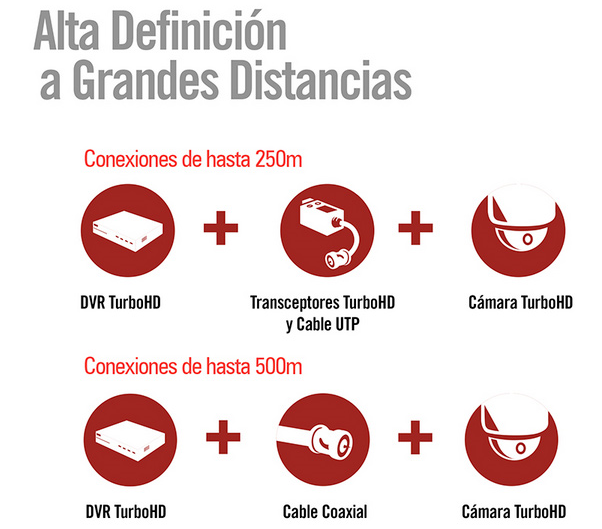 Alta Definición
a Grandes Distancias
Conexiones de hasta 250m
DVR TurboHD
Transceptores TurboHD
y Cable UTP
Cámara TurboHD
Conexiones de hasta 500m
DVR TurboHD
Cable Coaxial
Cámara TurboHD